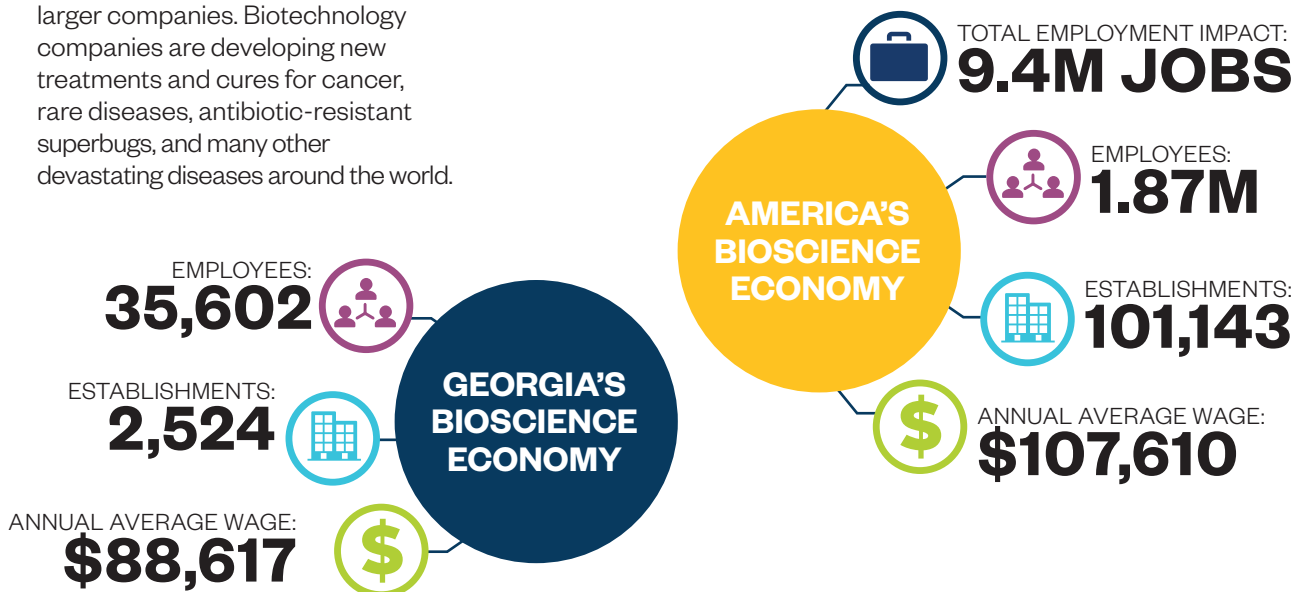 larger companies. Biotechnology
companies are developing new
treatments and cures for cancer,
rare diseases, antibiotic-resistant
superbugs, and many other
devastating diseases around the world.
TOTAL EMPLOYMENT IMPACT:
9.4M JOBS
EMPLOYEES:
1.87M
AMERICA'S
BIOSCIENCE
ECONOMY
ESTABLISHMENTS:
101,143
ANNUAL AVERAGE WAGE:
$107,610
EMPLOYEES:
35,602
ESTABLISHMENTS:
2,524
GEORGIA'S
BIOSCIENCE
ECONOMY
ANNUAL AVERAGE WAGE:
$88,617